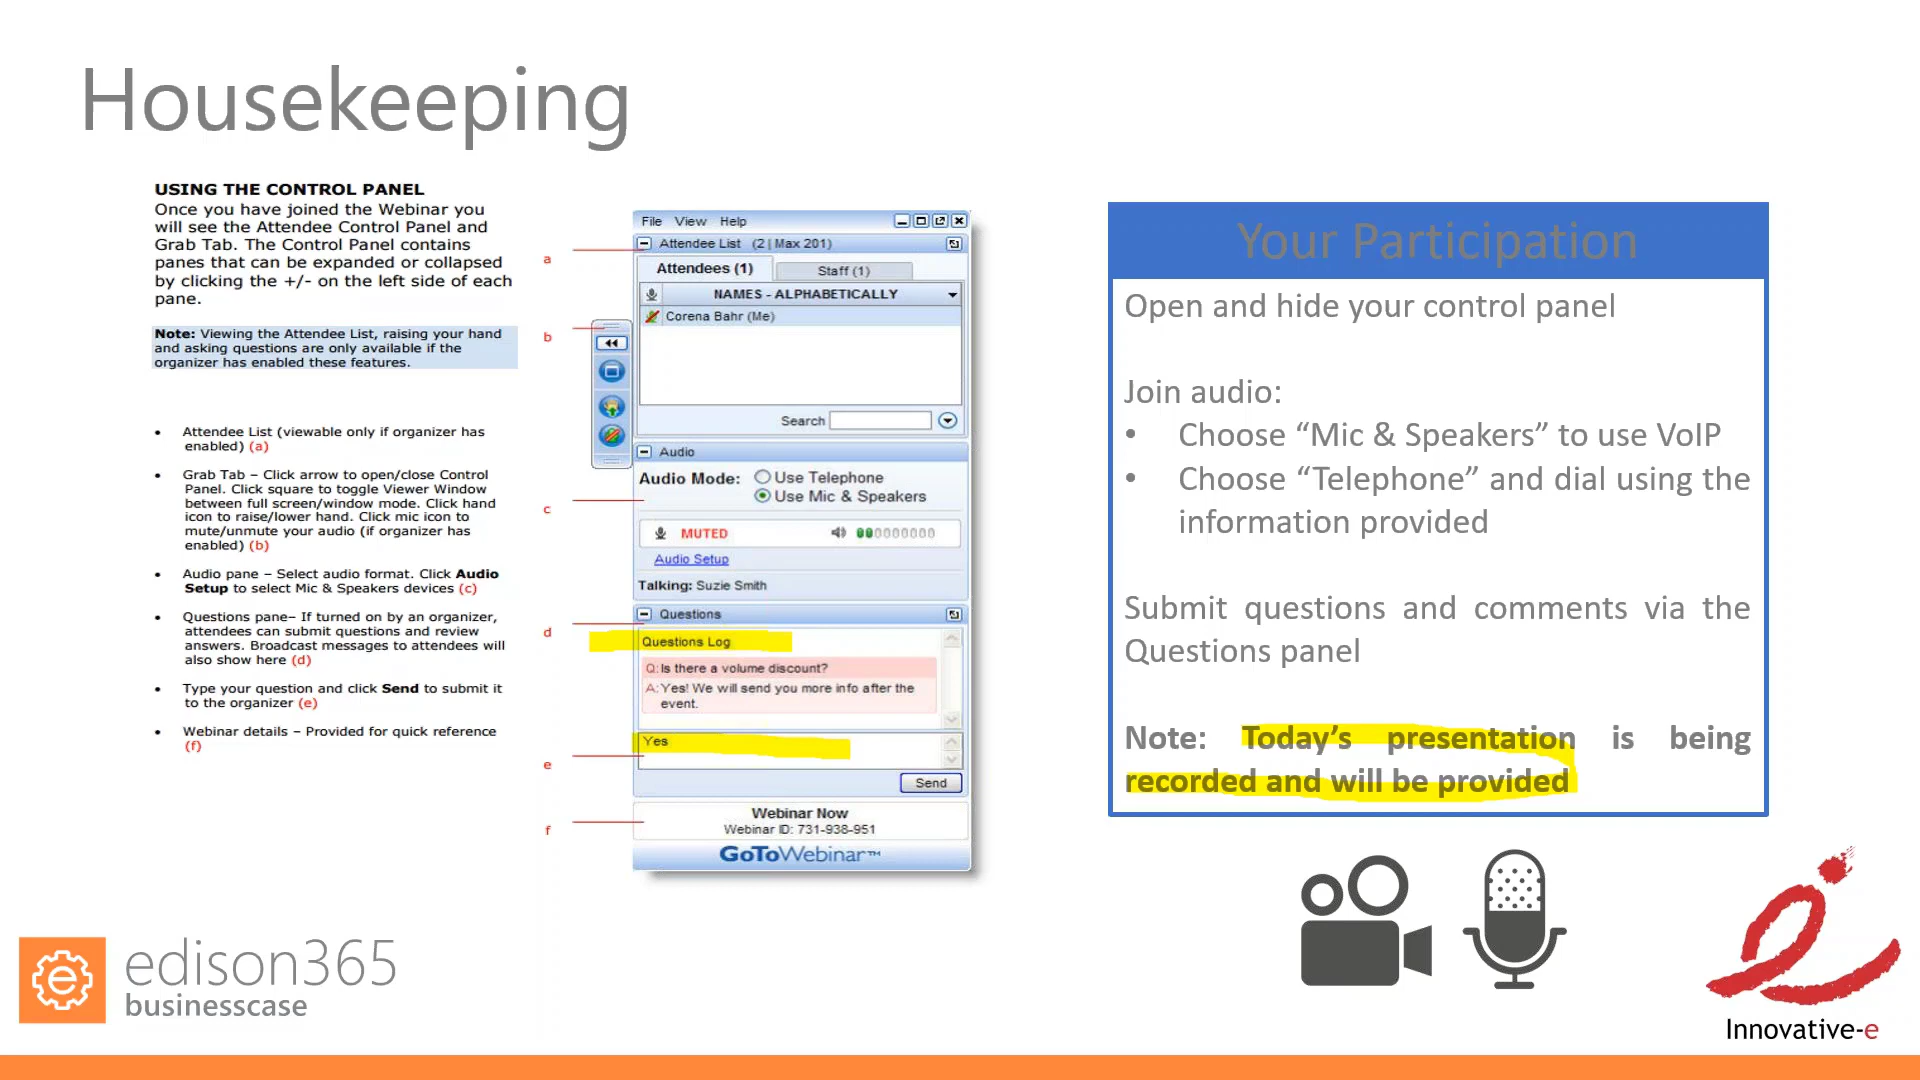 Housekeeping
USING THE CONTROL PANEL
Once you have joined the Webinar you
will see the Attendee Control Panel and
Grab Tab. The Control Panel contains
panes that can be expanded or collapsed
by clicking the +/- on the left side of each
pane.
Note: Viewing the Attendee List, raising your hand
and asking questions are only available if the
organizer has enabled these features.
• Attendee List (viewable only if organizer has
enabled) (a)
• Grab Tab – Click arrow to open/close Control
Panel. Click square to toggle Viewer Window
between full screen/window mode. Click hand
icon to raise/lower hand. Click mic icon to
mute/unmute your audio (if organizer has
enabled) (b)
• Audio pane – Select audio format. Click Audio
Setup to select Mic & Speakers devices (c)
• Questions pane– If turned on by an organizer,
attendees can submit questions and review
answers. Broadcast messages to attendees will
also show here (d)
• Type your question and click Send to submit it
to the organizer (e)
• Webinar details – Provided for quick reference
(f)
a
b
c
d
e
f
File View Help
Attendee List (2 | Max 201)
Attendees (1) Staff (1)
NAMES - ALPHABETICALLY
Corena Bahr (Me)
Search
Audio
Audio Mode: Use Telephone
Use Mic & Speakers
MUTED
Audio Setup
Talking: Suzie Smith
Questions
Questions Log
Q: Is there a volume discount?
A: Yes! We will send you more info after the
event.
Yes
Send
Webinar Now
Webinar ID: 731-938-951
GoToWebinar™
Your Participation
Open and hide your control panel
Join audio:
• Choose “Mic & Speakers” to use VoIP
• Choose “Telephone” and dial using the
information provided
Submit questions and comments via the
Questions panel
Note: Today’s presentation is being
recorded and will be provided
e
edison365
businesscase
Innovative-e